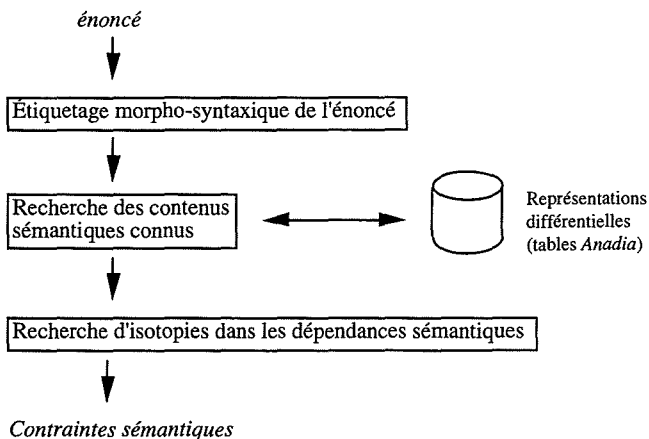 énoncé
Étiquetage morpho-syntaxique de l'énoncé
Recherche des contenus
sémantiques connus
Représentations
différentielles
(tables Anadia)
Recherche d'isotopies dans les dépendances sémantiques
Contraintes sémantiques